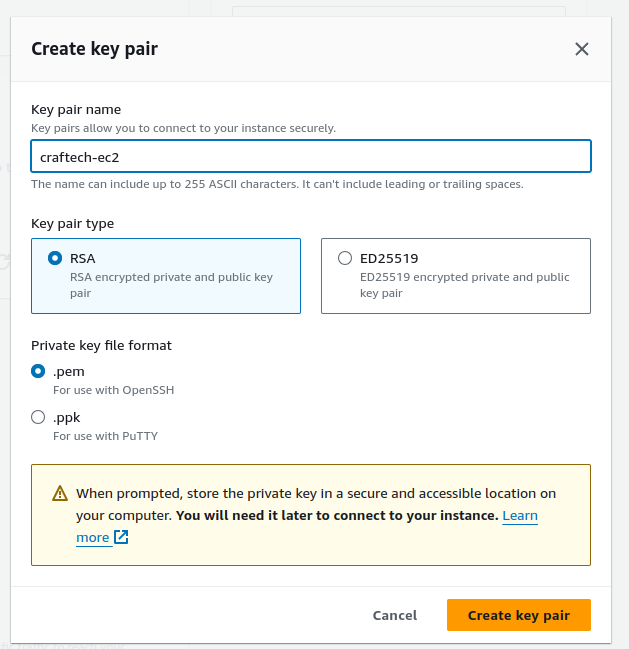 Create key pair
Key pair name
Key pairs allow you to connect to your instance securely.
craftech-ec2
The name can include up to 255 ASCII characters. It can't include leading or trailing spaces.
Key pair type
RSA
RSA encrypted private and public key
pair
ED25519
ED25519 encrypted private and public
key pair
Private key file format
.pem
For use with OpenSSH
.ppk
For use with PuTTY
When prompted, store the private key in a secure and accessible location on
your computer. You will need it later to connect to your instance. Learn
more
Cancel
Create key pair